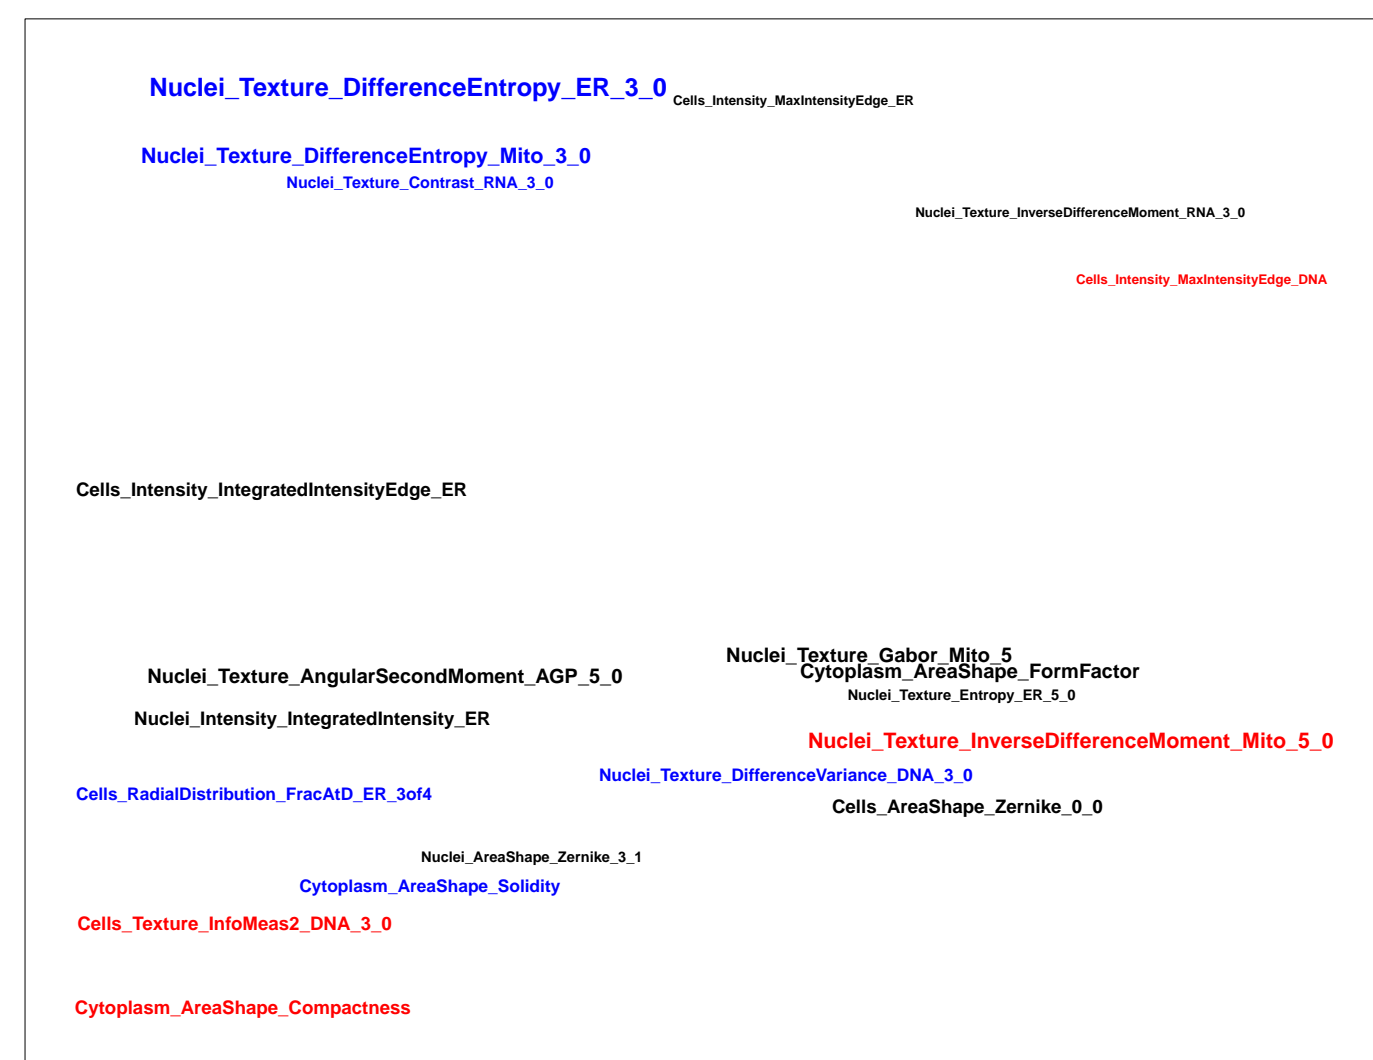 Nuclei_Texture_DifferenceEntropy_ER_3_0
Cells_Intensity_MaxIntensityEdge_ER
Nuclei_Texture_DifferenceEntropy_Mito_3_0
Nuclei_Texture_Contrast_RNA_3_0
Nuclei_Texture_InverseDifferenceMoment_RNA_3_0
Cells_Intensity_MaxIntensityEdge_DNA
Cells_Intensity_IntegratedIntensityEdge_ER
Nuclei_Texture_Gabor_Mito_5
Cytoplasm_AreaShape_FormFactor
Nuclei_Texture_AngularSecondMoment_AGP_5_0
Nuclei_Texture_Entropy_ER_5_0
Nuclei_Intensity_IntegratedIntensity_ER
Nuclei_Texture_InverseDifferenceMoment_Mito_5_0
Nuclei_Texture_DifferenceVariance_DNA_3_0
Cells_RadialDistribution_FracAtD_ER_3of4
Cells_AreaShape_Zernike_0_0
Nuclei_AreaShape_Zernike_3_1
Cytoplasm_AreaShape_Solidity
Cells_Texture_InfoMeas2_DNA_3_0
Cytoplasm_AreaShape_Compactness